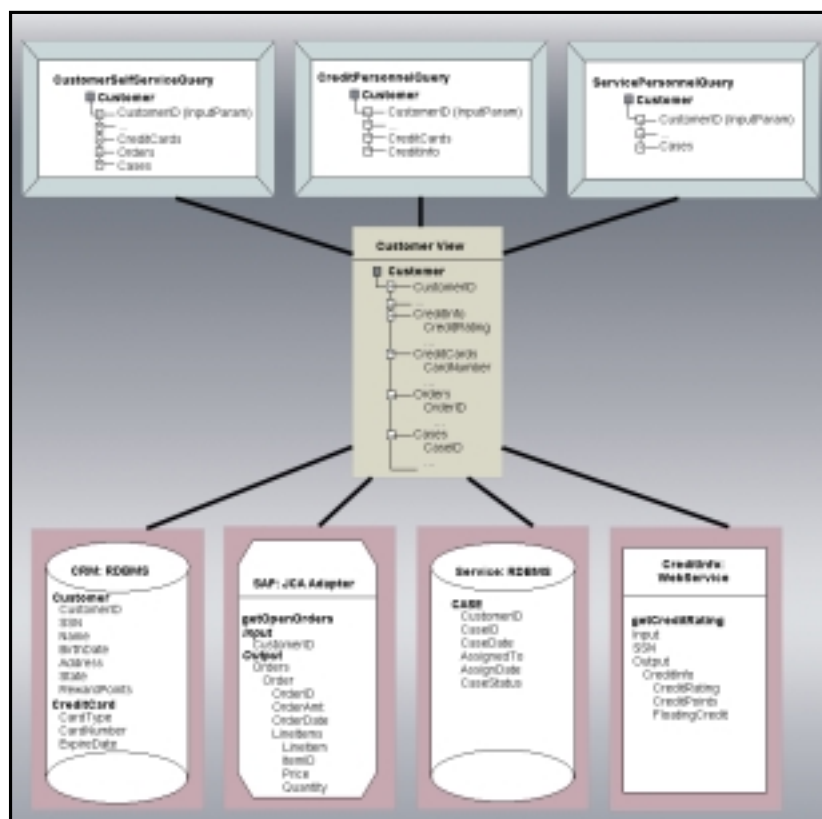 CustomerSelfServiceQuery
Customer
CustomerID (InputParam)
...
CreditCards
Orders
Cases
CreditPersonnelQuery
Customer
CustomerID (InputParam)
...
CreditCards
CreditInfo
ServicePersonnelQuery
Customer
CustomerID (InputParam)
...
Cases
Customer View
Customer
CustomerID
...
CreditInfo
CreditRating
...
CreditCards
CardNumber
...
Orders
OrderID
...
Cases
CaseID
...
CRM: RDBMS
Customer
CustomerID
SSN
Name
BirthDate
Address
State
RewardPoints
CreditCard
CardType
CardNumber
ExpireDate
SAP: JCA Adapter
getOpenOrders
Input
CustomerID
Output
Orders
Order
OrderID
OrderAmt
OrderDate
LineItems
LineItem
ItemID
Price
Quantity
Service: RDBMS
CASE
CustomerID
CaseID
CaseDate
AssignedTo
AssignDate
CaseStatus
CreditInfo:
WebService
getCreditRating
Input
SSN
Output
CreditInfo
CreditRating
CreditPoints
FloatingCredit